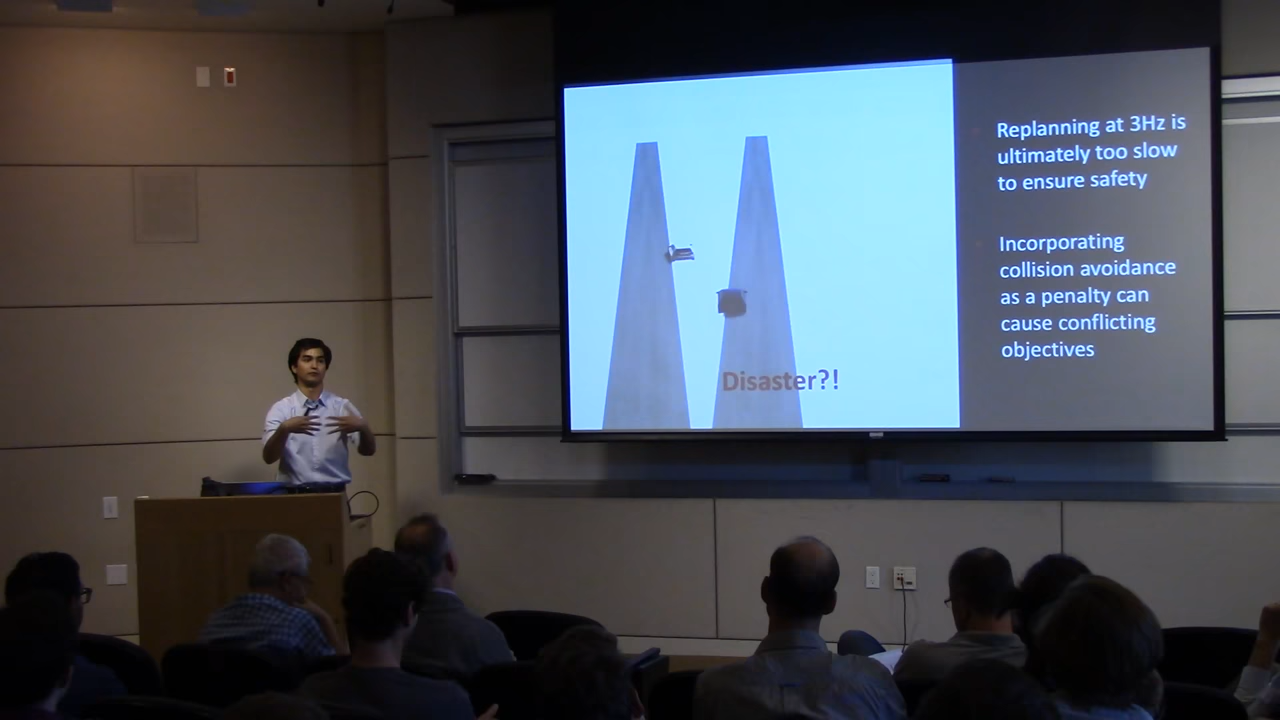 Disaster?!
Replanning at 3Hz is
ultimately too slow
to ensure safety
Incorporating
collision avoidance
as a penalty can
cause conflicting
objectives